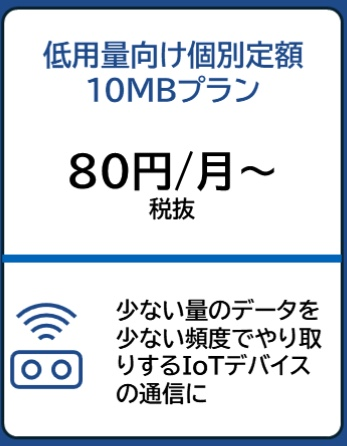 低用量向け個別定額
10MBプラン
80円/月～
税抜
少ない量のデータを
少ない頻度でやり取
りするIoTデバイス
の通信に